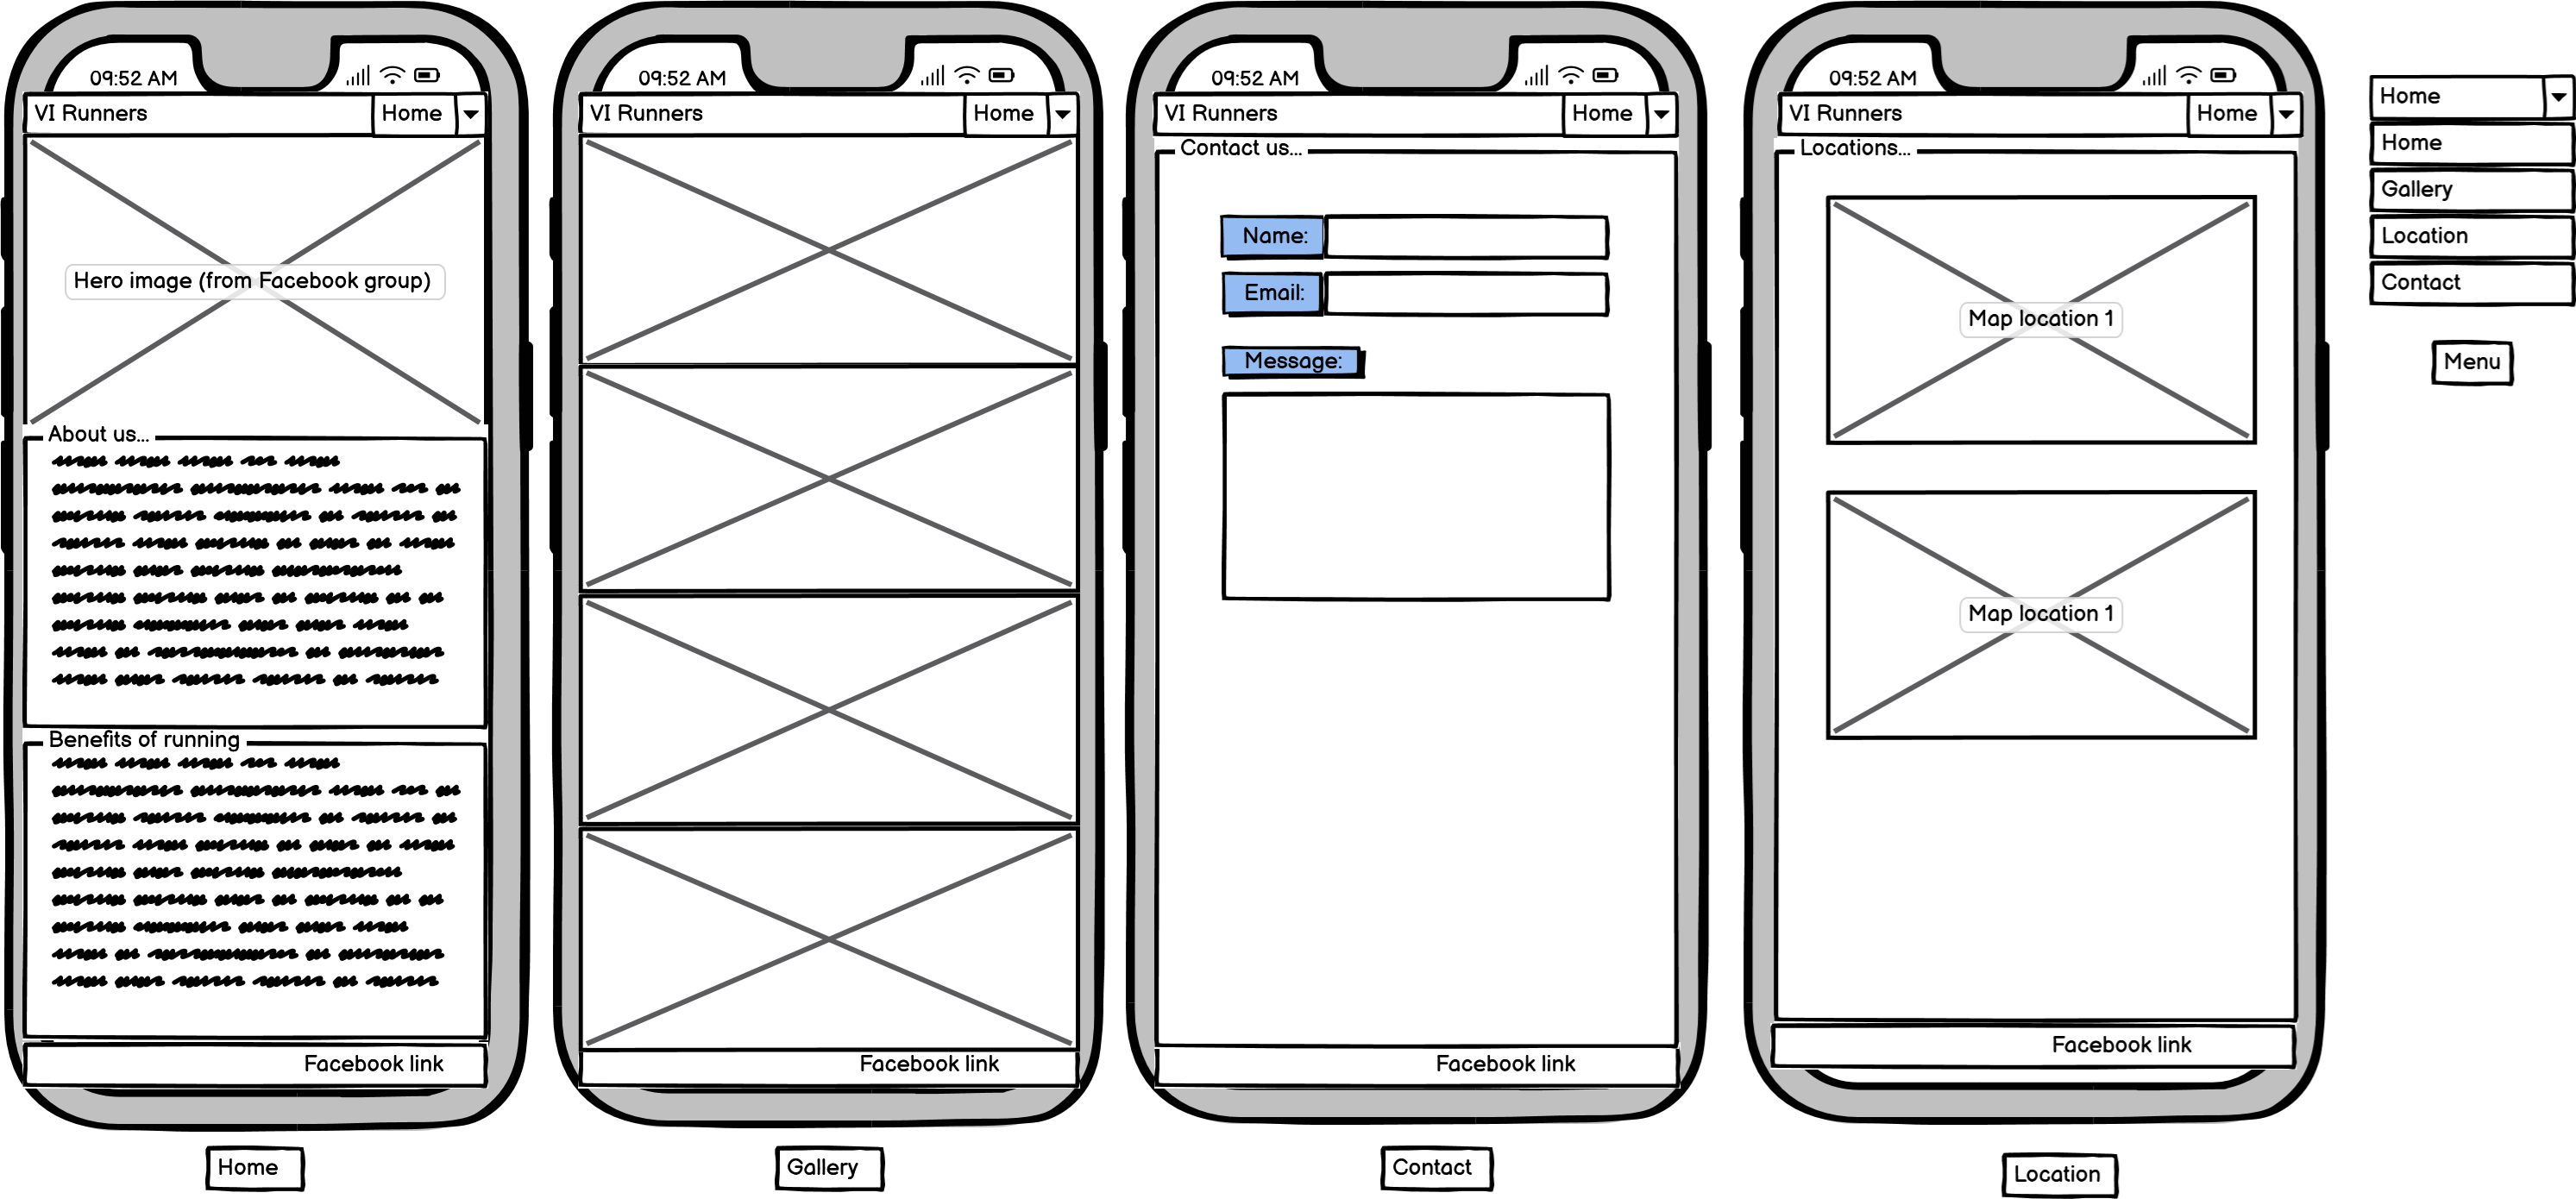 09:52 AM
VI Runners
Home
Hero image (from Facebook group)
About us...
Benefits of running
Facebook link
Home
09:52 AM
VI Runners
Home
Facebook link
Gallery
09:52 AM
VI Runners
Home
Contact us...
Name:
Email:
Message:
Facebook link
Contact
09:52 AM
VI Runners
Home
Locations...
Map location 1
Map location 1
Facebook link
Location
Home
Home
Gallery
Location
Contact
Menu